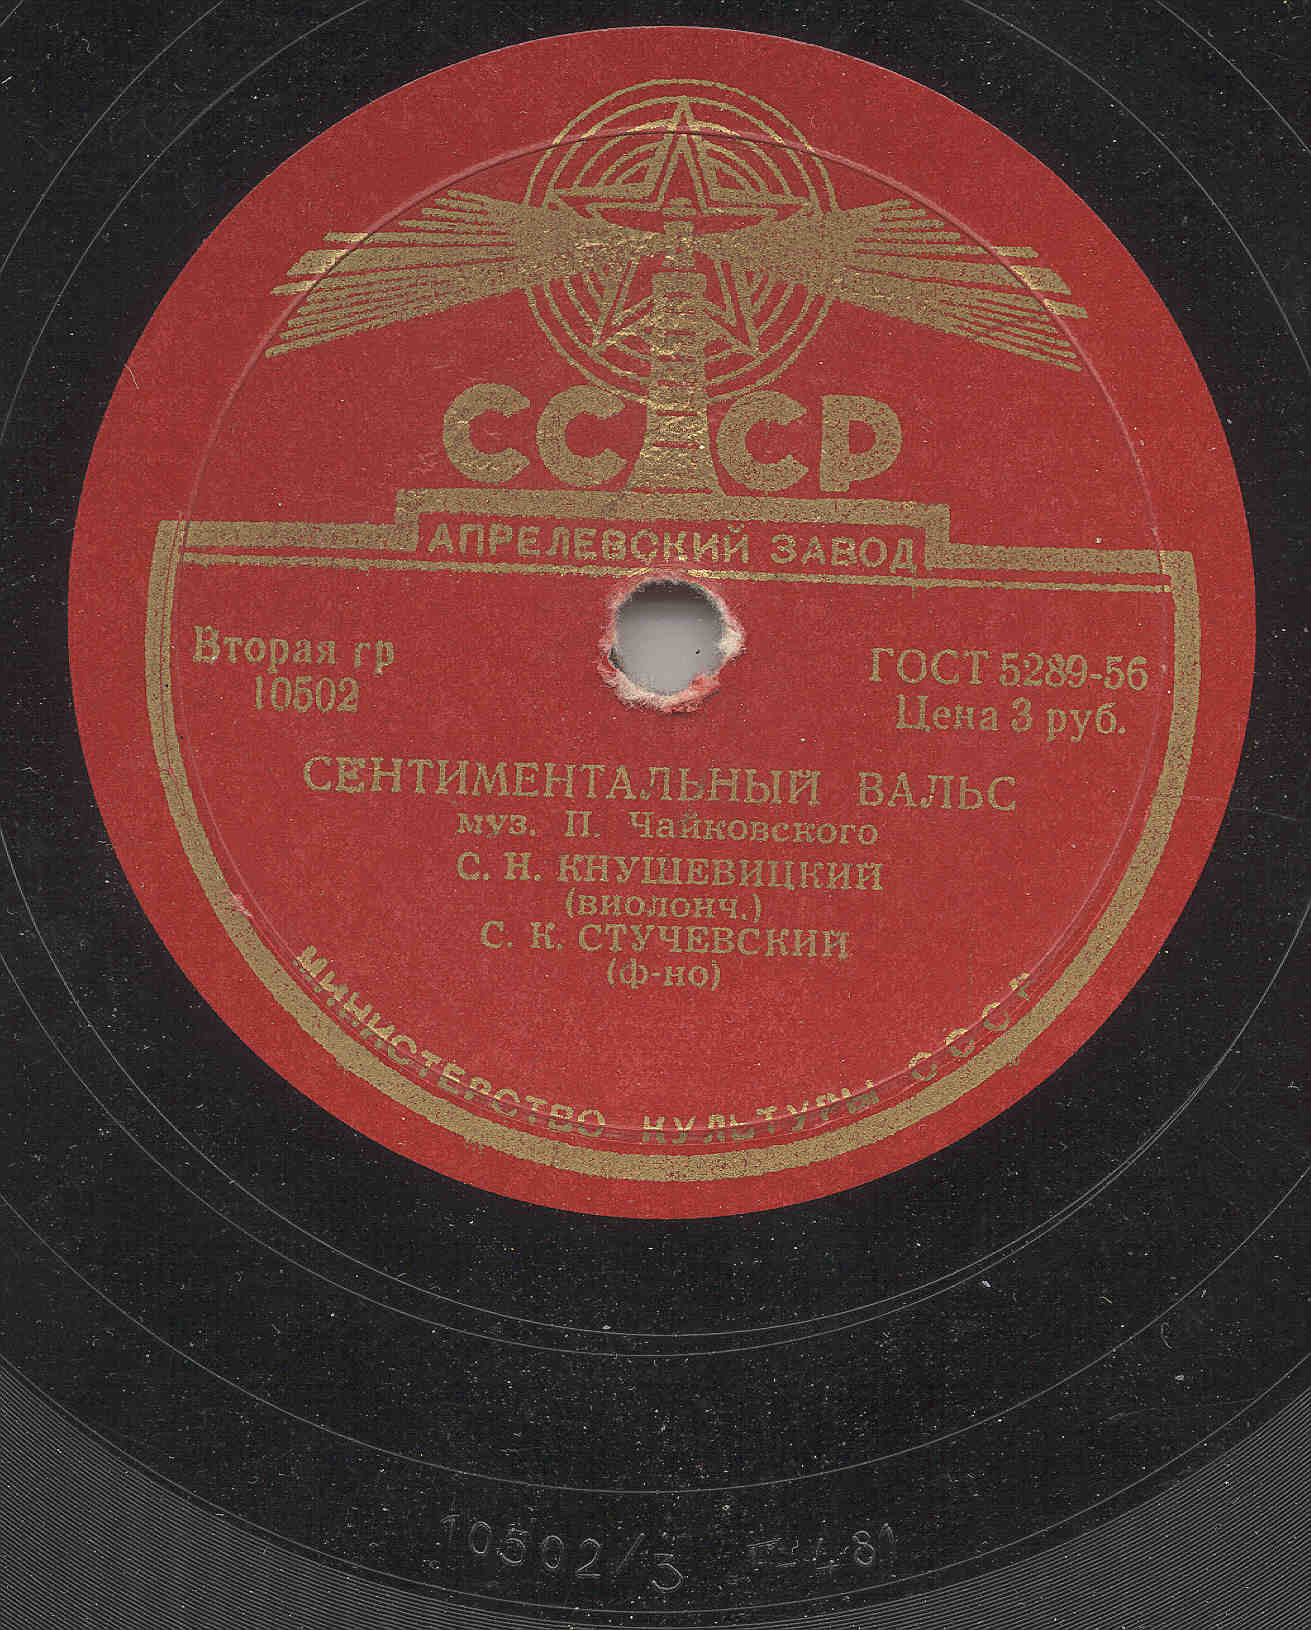 СССР
АПРЕЛЕВСКИЙ ЗАВОД
Вторая гр
10502
ГОСТ 5289-56
Цена 3 руб.
СЕНТИМЕНТАЛЬНЫЙ ВАЛЬС
муз. П. Чайковского
С. Н. КНУШЕВИЦКИЙ
(виолонч.)
С. К. СТУЧЕВСКИЙ
(ф-но)
МИНИСТЕРСТВО КУЛЬТУРЫ СССР
10502/3